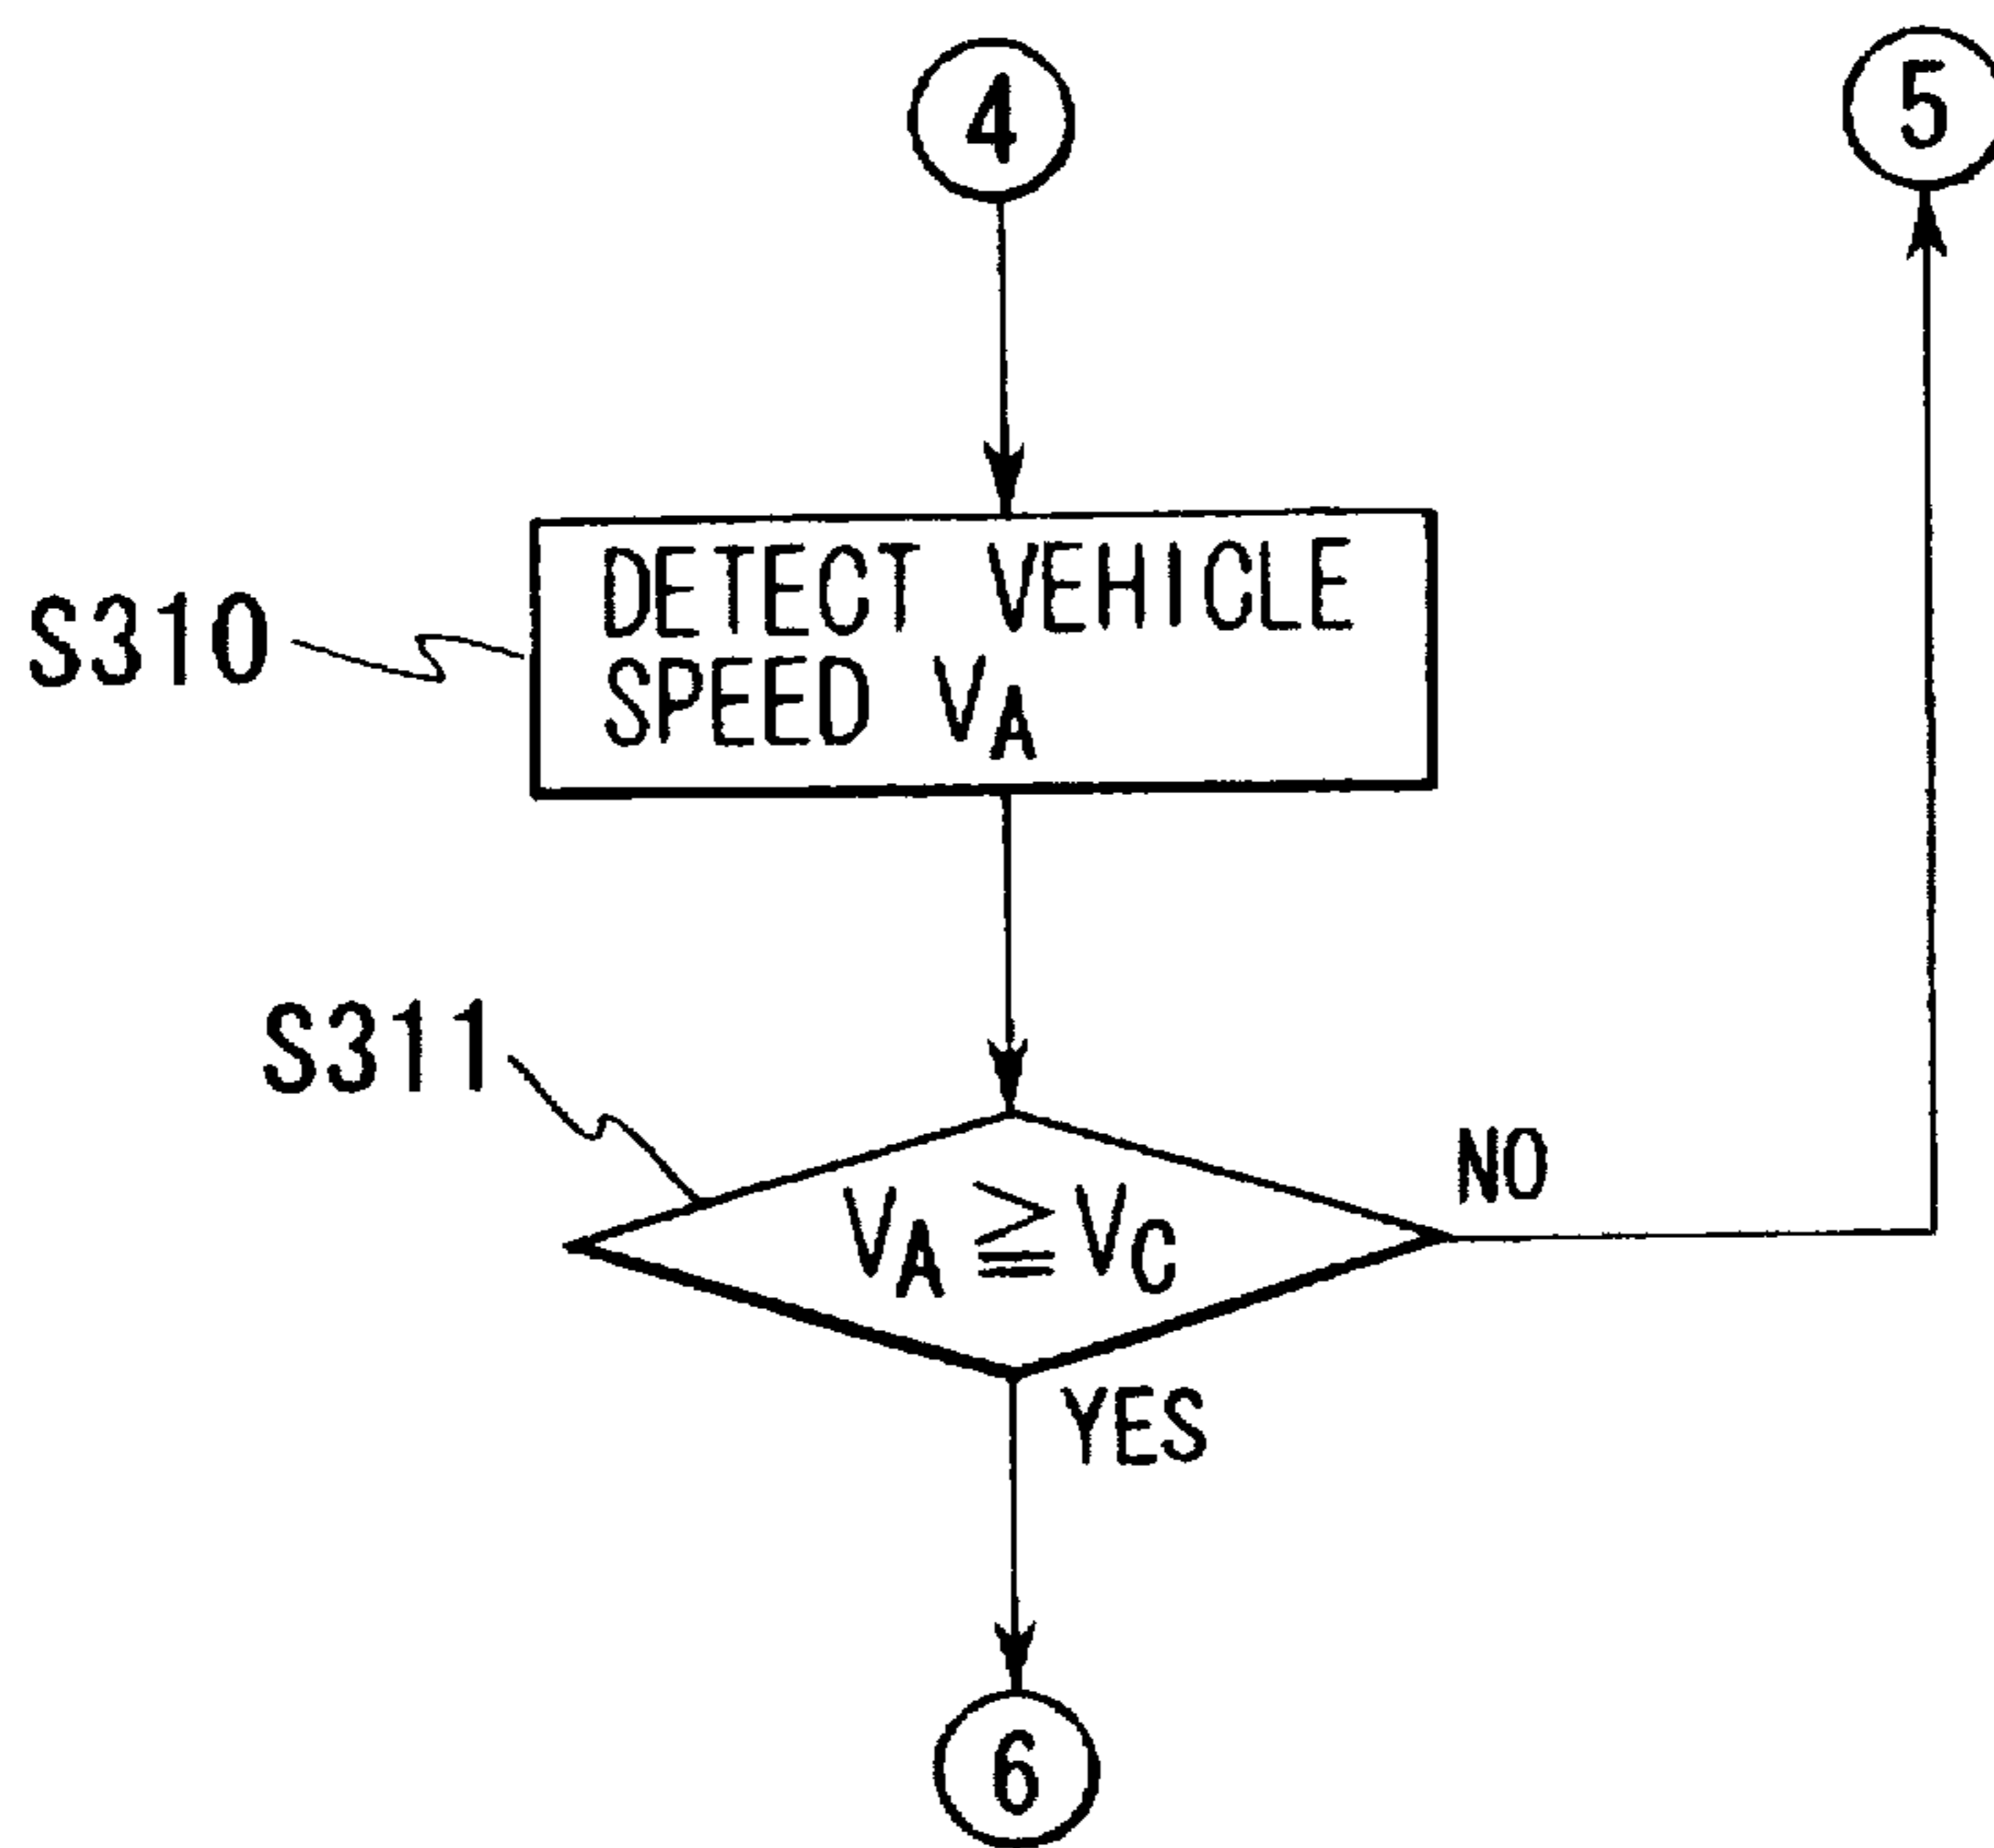 4
5
DETECT VEHICLE
SPEED VA
S310
S311
NO
VA ≧ VC
YES
6